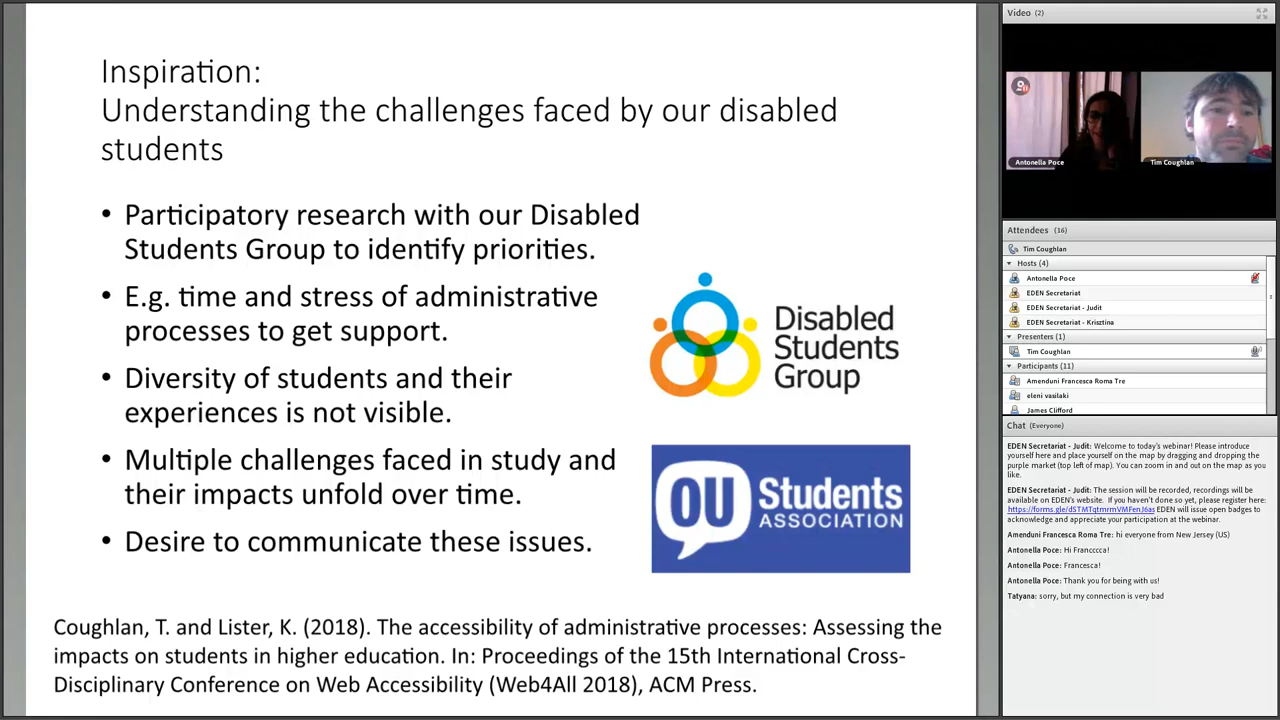 Inspiration:
Understanding the challenges faced by our disabled
students
• Participatory research with our Disabled
Students Group to identify priorities.
• E.g. time and stress of administrative
processes to get support.
• Diversity of students and their
experiences is not visible.
• Multiple challenges faced in study and
their impacts unfold over time.
• Desire to communicate these issues.
Disabled
Students
Group
OU Students
ASSOCIATION
Coughlan, T. and Lister, K. (2018). The accessibility of administrative processes: Assessing the
impacts on students in higher education. In: Proceedings of the 15th International Cross-
Disciplinary Conference on Web Accessibility (Web4All 2018), ACM Press.
Video (2)
Antonella Poce
Tim Coughlan
Attendees (16)
Tim Coughlan
Hosts (4)
Antonella Poce
EDEN Secretariat
EDEN Secretariat - Judit
EDEN Secretariat - Krisztina
Presenters (1)
Tim Coughlan
Participants (11)
Amenduni Francesca Roma Tre
eleni vasilaki
James Clifford
Chat (Everyone)
EDEN Secretariat - Judit: Welcome to today's webinar! Please introduce
yourself here and place yourself on the map by dragging and dropping the
purple market (top left of map). You can zoom in and out on the map as you
like.
EDEN Secretariat - Judit: The session will be recorded, recordings will be
available on EDEN's website. If you haven't done so yet, please register here:
https://forms.gle/dSTMTqtmrmVMFenJ6as EDEN will issue open badges to
acknowledge and appreciate your participation at the webinar.
Amenduni Francesca Roma Tre: hi everyone from New Jersey (US)
Antonella Poce: Hi Francccca!
Antonella Poce: Francesca!
Antonella Poce: Thank you for being with us!
Tatyana: sorry, but my connection is very bad